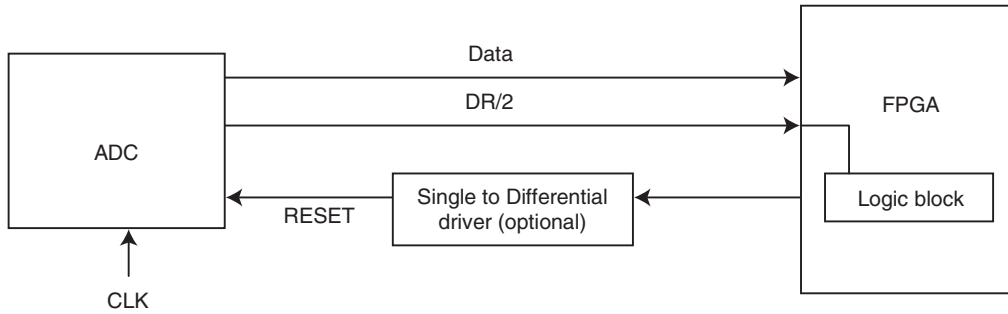 Data
DR/2
FPGA
ADC
Logic block
Single to Differential
driver (optional)
RESET
CLK